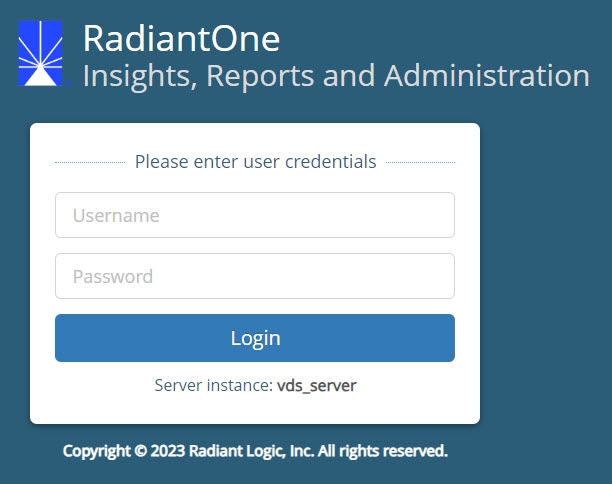 RadiantOne
Insights, Reports and Administration
Please enter user credentials
Username
Password
Login
Server instance: vds_server
Copyright © 2023 Radiant Logic, Inc. All rights reserved.